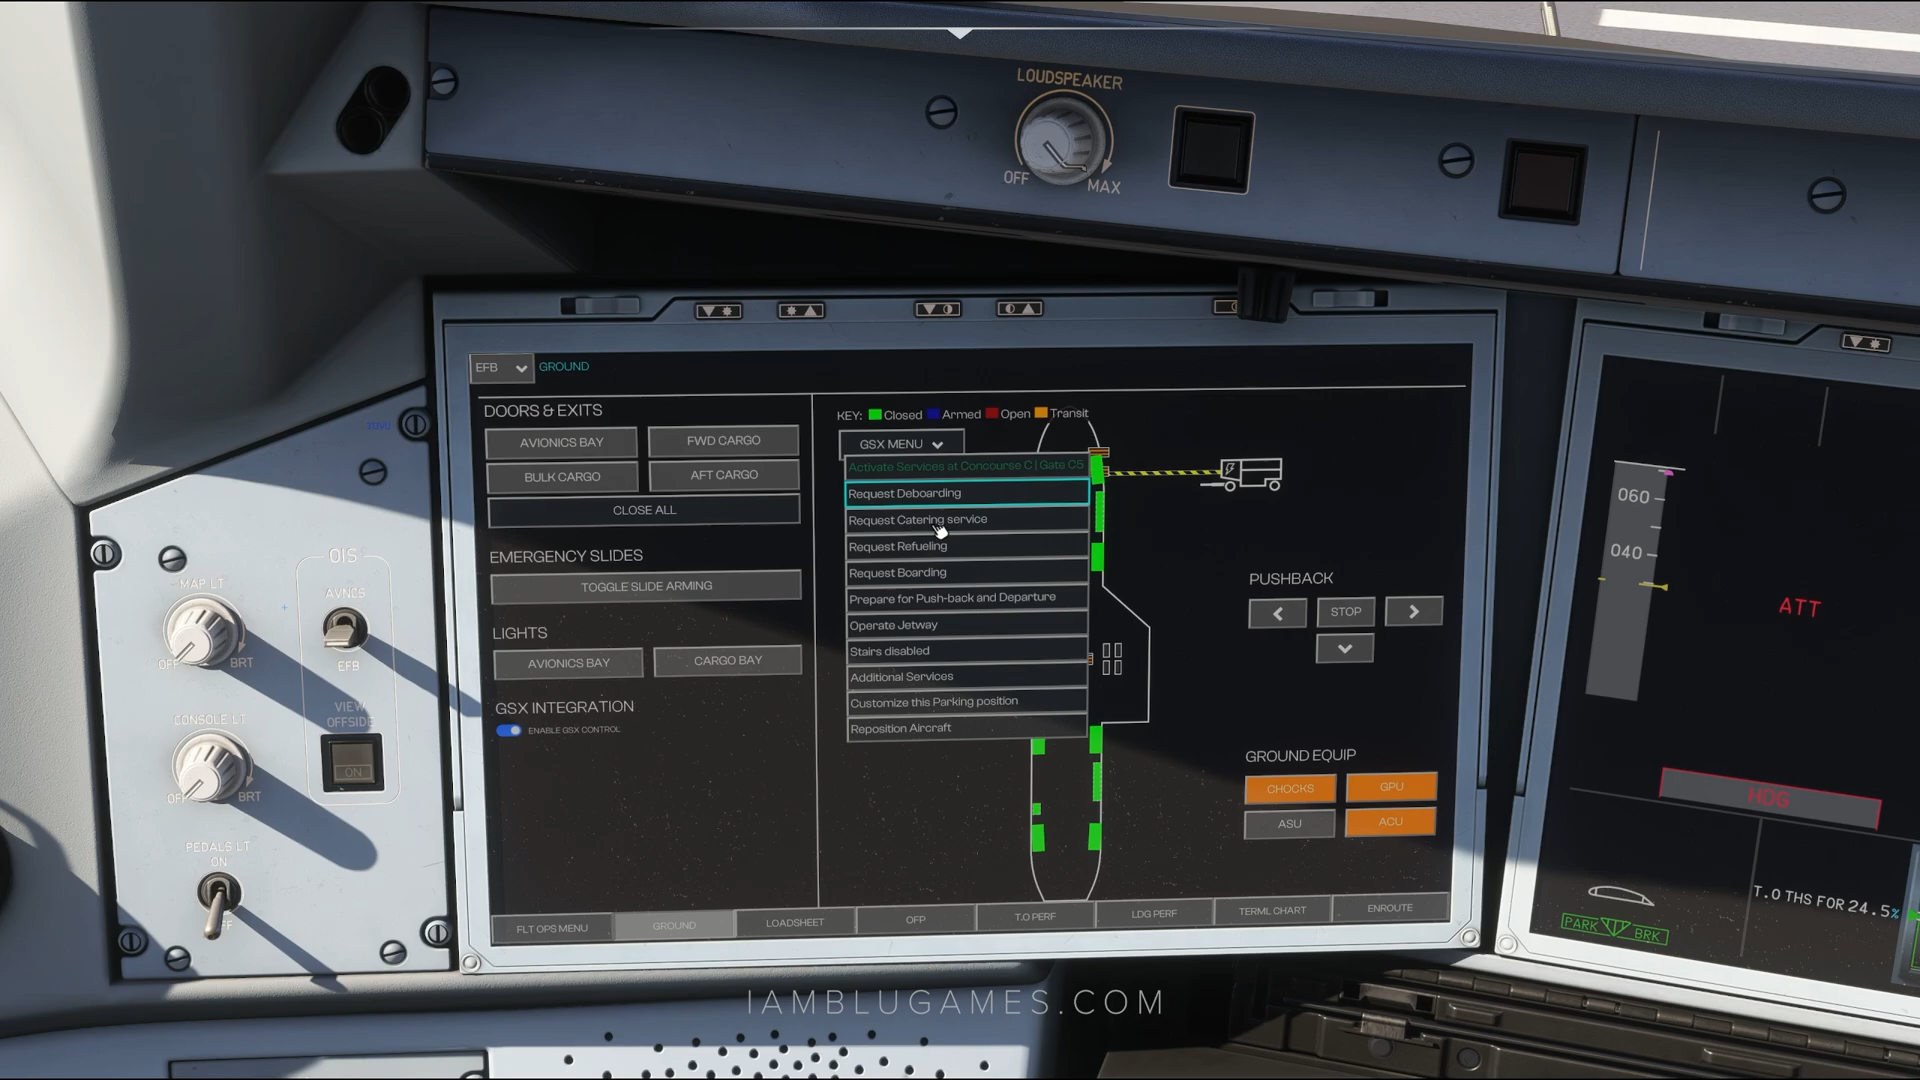 LOUDSPEAKER
OFF
MAX
EFB
GROUND
DOORS & EXITS
AVIONICS BAY
FWD CARGO
BULK CARGO
AFT CARGO
CLOSE ALL
EMERGENCY SLIDES
TOGGLE SLIDE ARMING
LIGHTS
AVIONICS BAY
CARGO BAY
GSX INTEGRATION
ENABLE GSX CONTROL
KEY: Closed Armed Open Transit
GSX MENU
Activate Services at Concourse C | Gate C5
Request Deboarding
Request Catering service
Request Refueling
Request Boarding
Prepare for Push-back and Departure
Operate Jetway
Stairs disabled
Additional Services
Customize this Parking position
Reposition Aircraft
PUSHBACK
STOP
GROUND EQUIP
CHOCKS
GPU
ASU
ACU
FLT OPS MENU
GROUND
LOADSHEET
OFP
T.O PERF
LDG PERF
TERML CHART
ENROUTE
OIS
MAP LT
OFF
BRT
AVNCS
EFB
VIEW
OFFSIDE
ON
CONSOLE LT
OFF
BRT
PEDALS LT
ON
060
040
ATT
HDG
T.O THS FOR 24.5%
PARK BRK
IAMBLUGAMES.COM